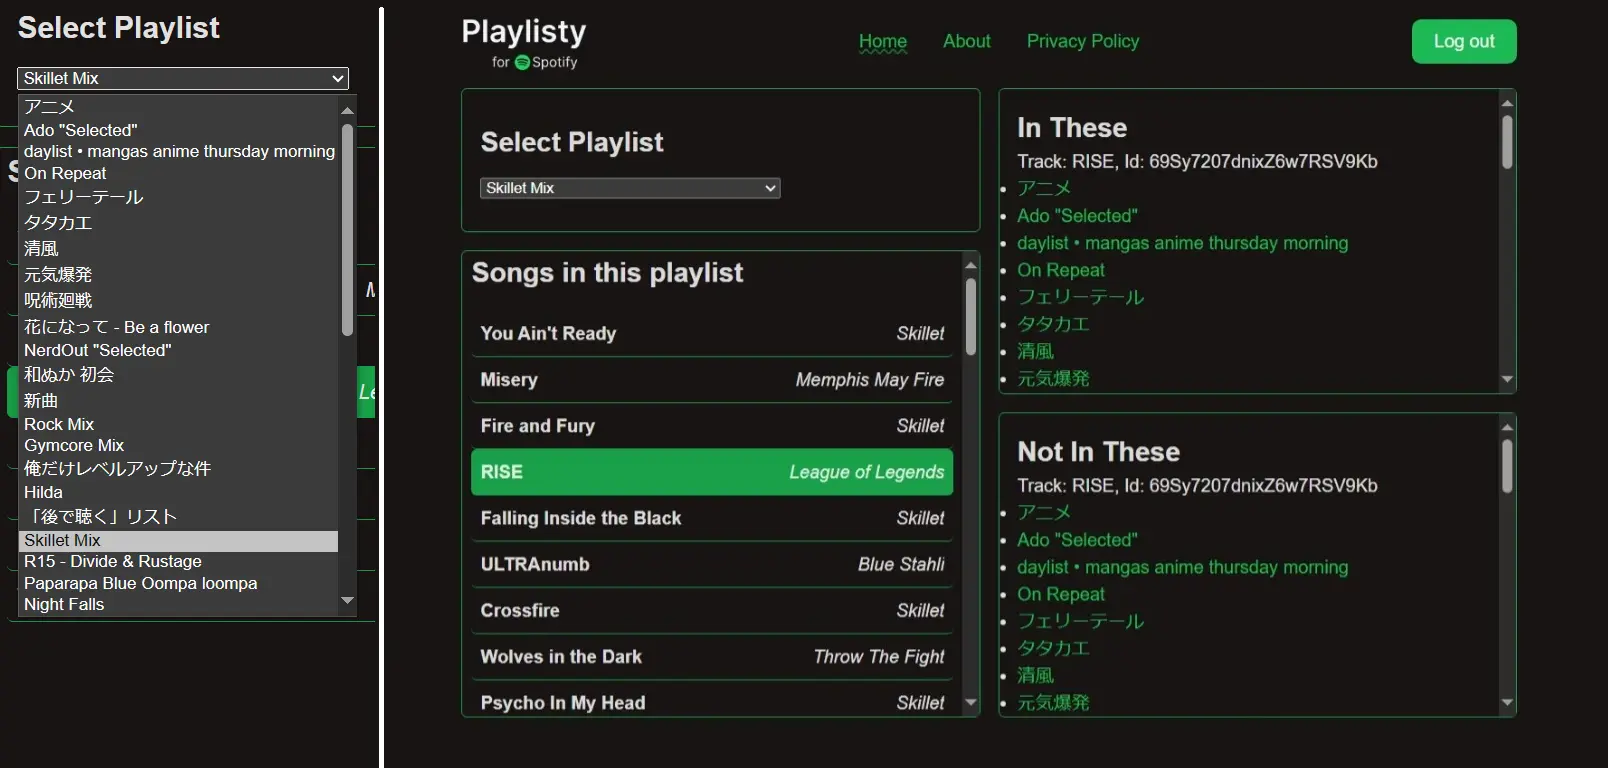 Select Playlist
Skillet Mix
アニメ
Ado "Selected"
daylist • mangas anime thursday morning
On Repeat
フェリーテール
タタカエ
清風
元気爆発
呪術廻戦
花になって - Be a flower
NerdOut "Selected"
和ぬか 初会
新曲
Rock Mix
Gymcore Mix
俺だけレベルアップな件
Hilda
「後で聴く」リスト
Skillet Mix
R15 - Divide & Rustage
Paparapa Blue Oompa loompa
Night Falls
Playlisty
for Spotify
Home
About
Privacy Policy
Log out
Select Playlist
Skillet Mix
Songs in this playlist
You Ain't Ready Skillet
Misery Memphis May Fire
Fire and Fury Skillet
RISE League of Legends
Falling Inside the Black Skillet
ULTRAnumb Blue Stahli
Crossfire Skillet
Wolves in the Dark Throw The Fight
Psycho In My Head Skillet
In These
Track: RISE, Id: 69Sy7207dnixZ6w7RSV9Kb
アニメ
Ado "Selected"
daylist • mangas anime thursday morning
On Repeat
フェリーテール
タタカエ
清風
元気爆発
Not In These
Track: RISE, Id: 69Sy7207dnixZ6w7RSV9Kb
アニメ
Ado "Selected"
daylist • mangas anime thursday morning
On Repeat
フェリーテール
タタカエ
清風
元気爆発